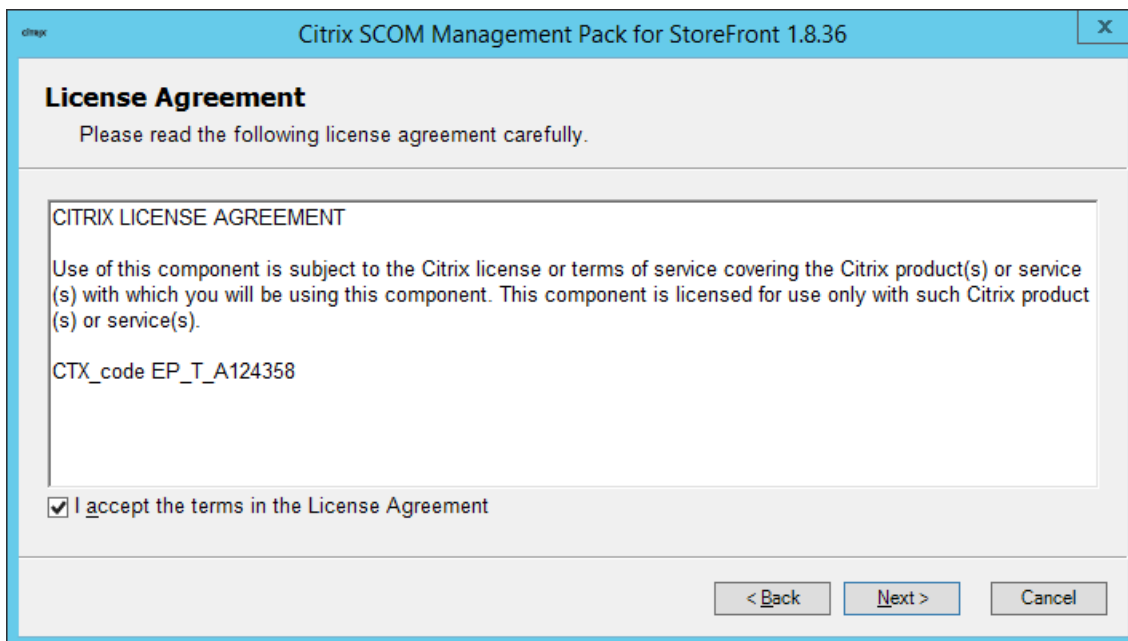 citrix
Citrix SCOM Management Pack for StoreFront 1.8.36
X
License Agreement
Please read the following license agreement carefully.
CITRIX LICENSE AGREEMENT
Use of this component is subject to the Citrix license or terms of service covering the Citrix product(s) or service
(s) with which you will be using this component. This component is licensed for use only with such Citrix product
(s) or service(s).
CTX_code EP_T_A124358
I accept the terms in the License Agreement
< Back
Next >
Cancel